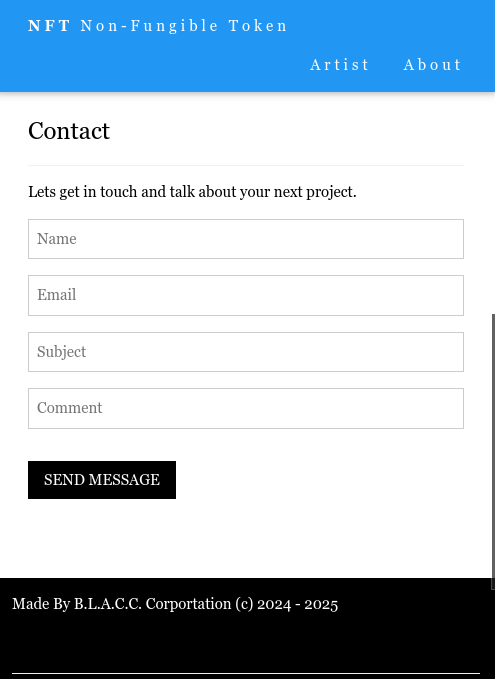 NFT Non-Fungible Token
Artist About
Contact
Lets get in touch and talk about your next project.
Name
Email
Subject
Comment
SEND MESSAGE
Made By B.L.A.C.C. Corportation (c) 2024 - 2025